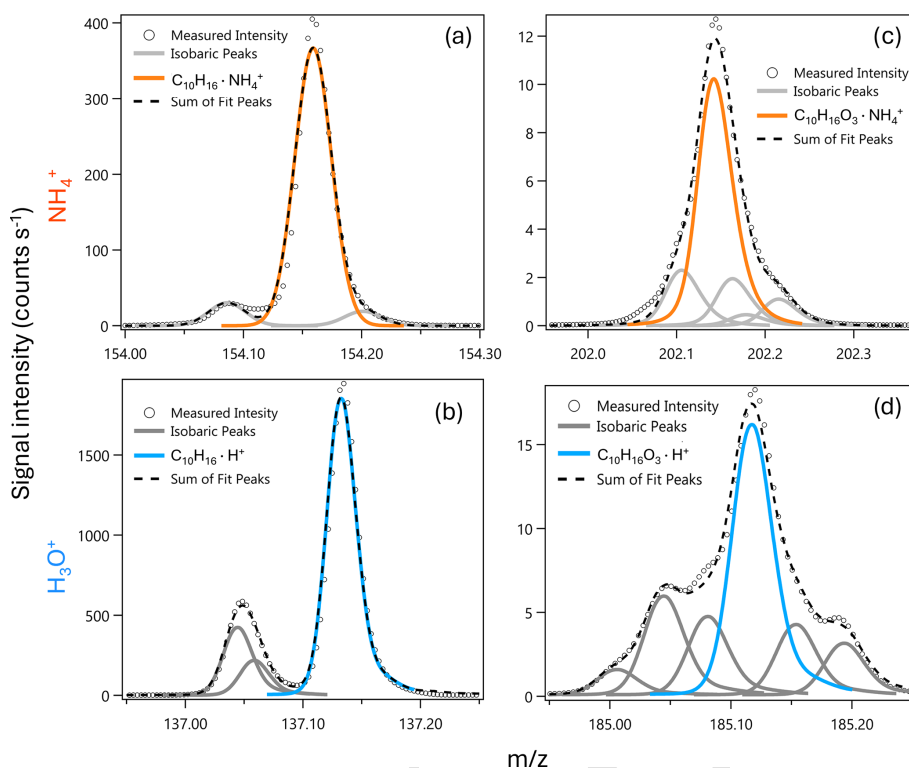 Signal intensity (counts s⁻¹)
NH₄⁺
(a)
Measured Intensity
Isobaric Peaks
C₁₀H₁₆ · NH₄⁺
Sum of Fit Peaks
400
300
200
100
0
154.00
154.10
154.20
154.30
(c)
Measured Intensity
Isobaric Peaks
C₁₀H₁₆O₃ · NH₄⁺
Sum of Fit Peaks
12
10
8
6
4
2
0
202.0
202.1
202.2
202.3
H₃O⁺
(b)
Measured Intesity
Isobaric Peaks
C₁₀H₁₆ · H⁺
Sum of Fit Peaks
1500
1000
500
0
137.00
137.10
137.20
(d)
Measured Intensity
Isobaric Peaks
C₁₀H₁₆O₃ · H⁺
Sum of Fit Peaks
15
10
5
0
185.00
185.10
185.20
m/z